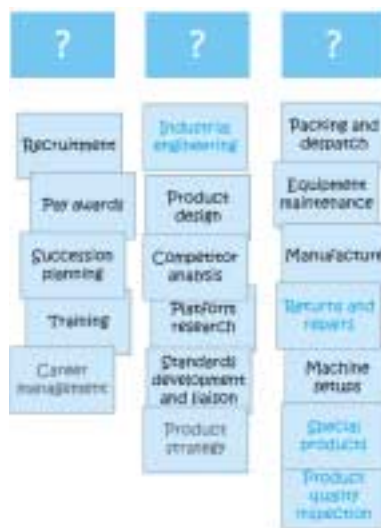 ?
?
?
Recruitment
Pay awards
Succession
planning
Training
Career
management
Industrial
engineering
Product
design
Competitor
analysis
Platform
research
Standards
development
and liaison
Product
strategy
Packing and
despatch
Equipment
maintenance
Manufacture
Returns and
repairs
Machine
setups
Special
products
Product
quality
inspection